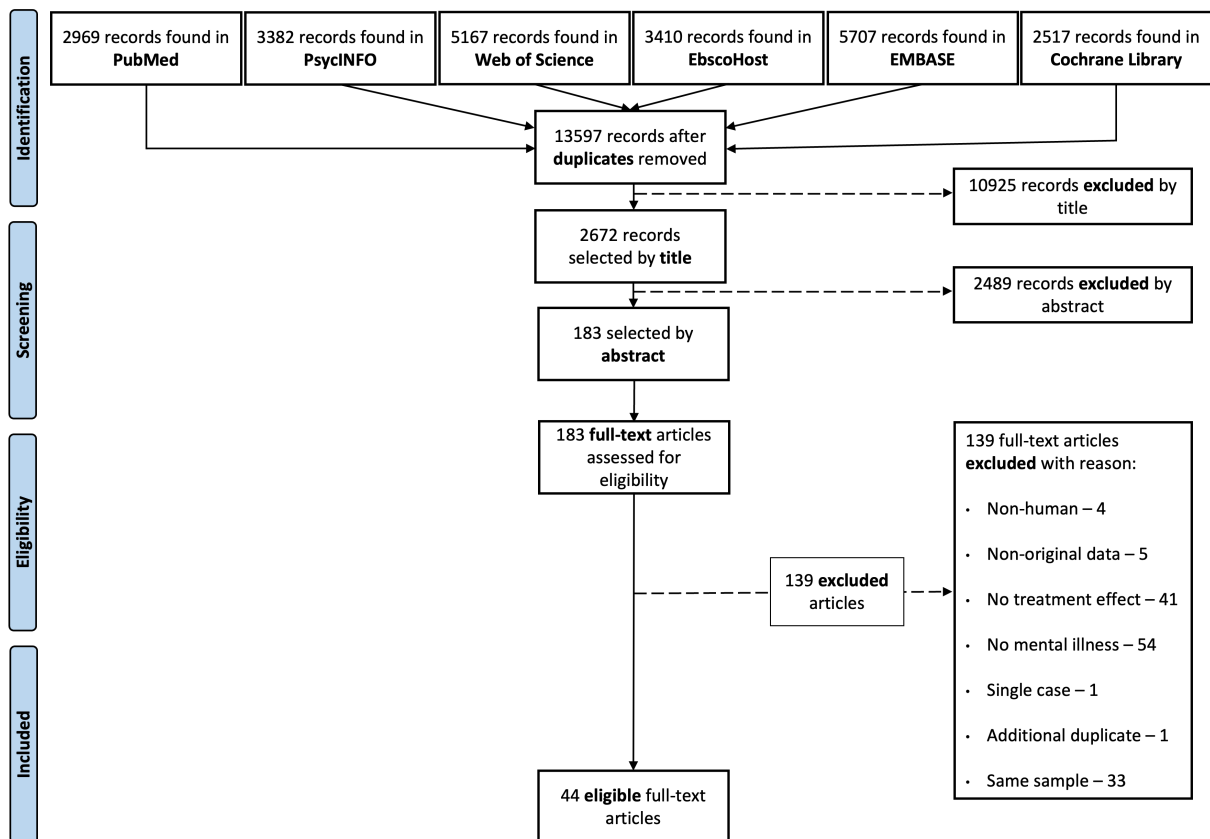 Identification
2969 records found in
PubMed
3382 records found in
PsycINFO
5167 records found in
Web of Science
3410 records found in
EbscoHost
5707 records found in
EMBASE
2517 records found in
Cochrane Library
13597 records after
duplicates removed
10925 records excluded by
title
Screening
2672 records
selected by title
2489 records excluded by
abstract
183 selected by
abstract
Eligibility
183 full-text articles
assessed for
eligibility
139 excluded
articles
139 full-text articles
excluded with reason:
• Non-human – 4
• Non-original data – 5
• No treatment effect – 41
• No mental illness – 54
• Single case – 1
• Additional duplicate – 1
• Same sample – 33
Included
44 eligible full-text
articles